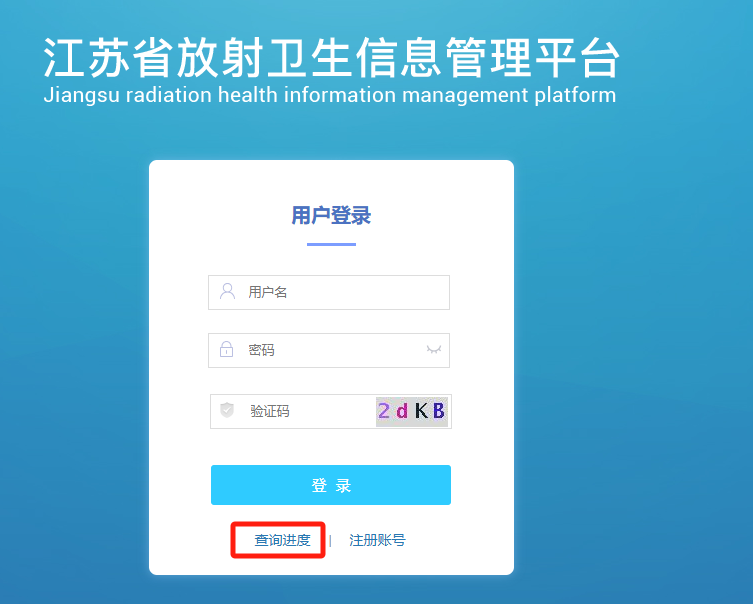 江苏省放射卫生信息管理平台
Jiangsu radiation health information management platform
用户登录
用户名
密码
验证码 2dKB
登 录
查询进度 | 注册账号